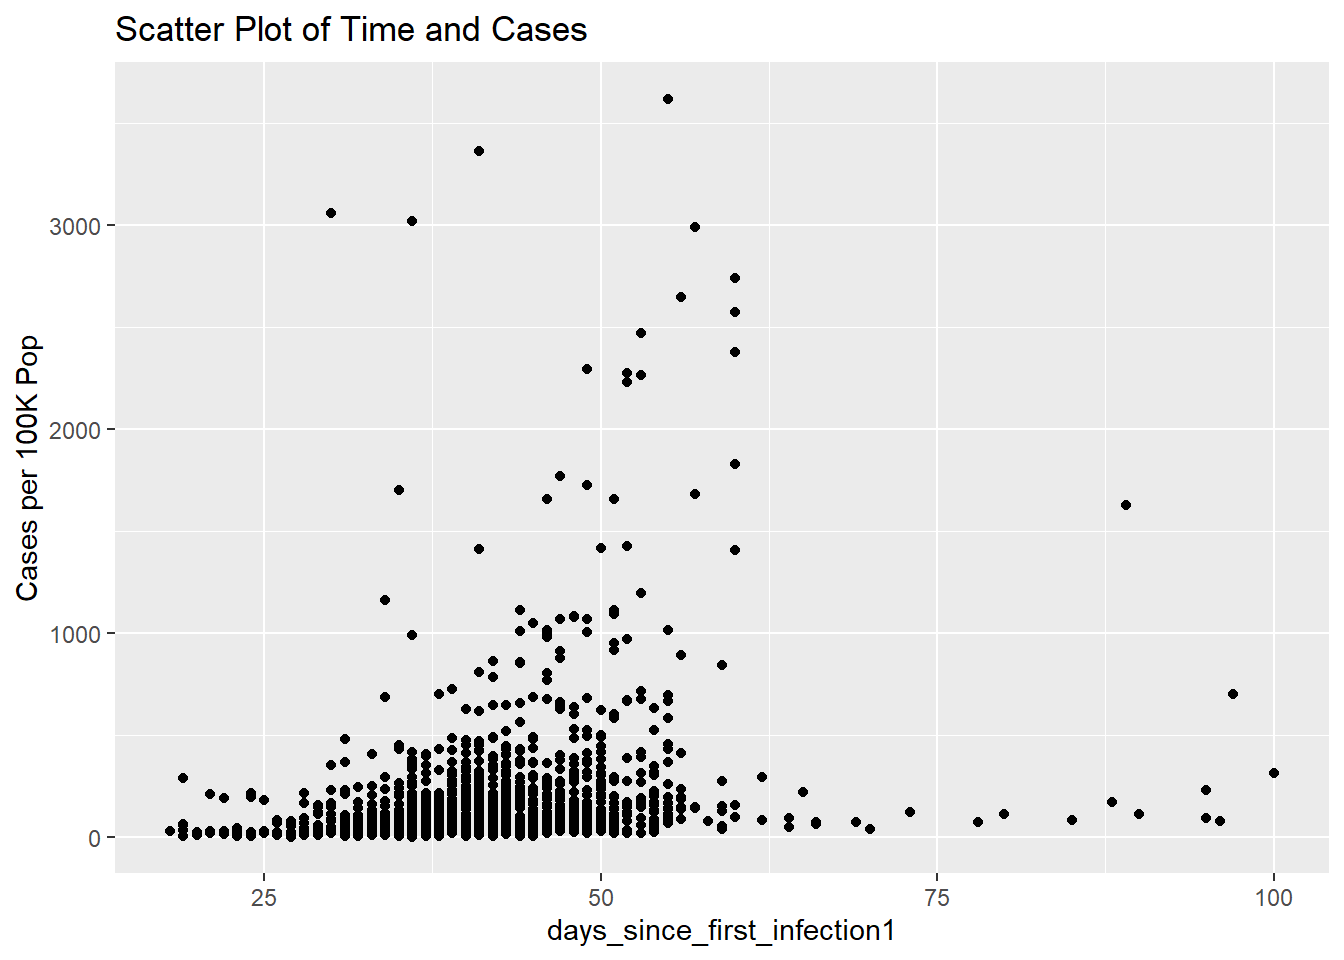 Scatter Plot of Time and Cases
3000
2000
1000
0
Cases per 100K Pop
25 50 75 100
days_since_first_infection1